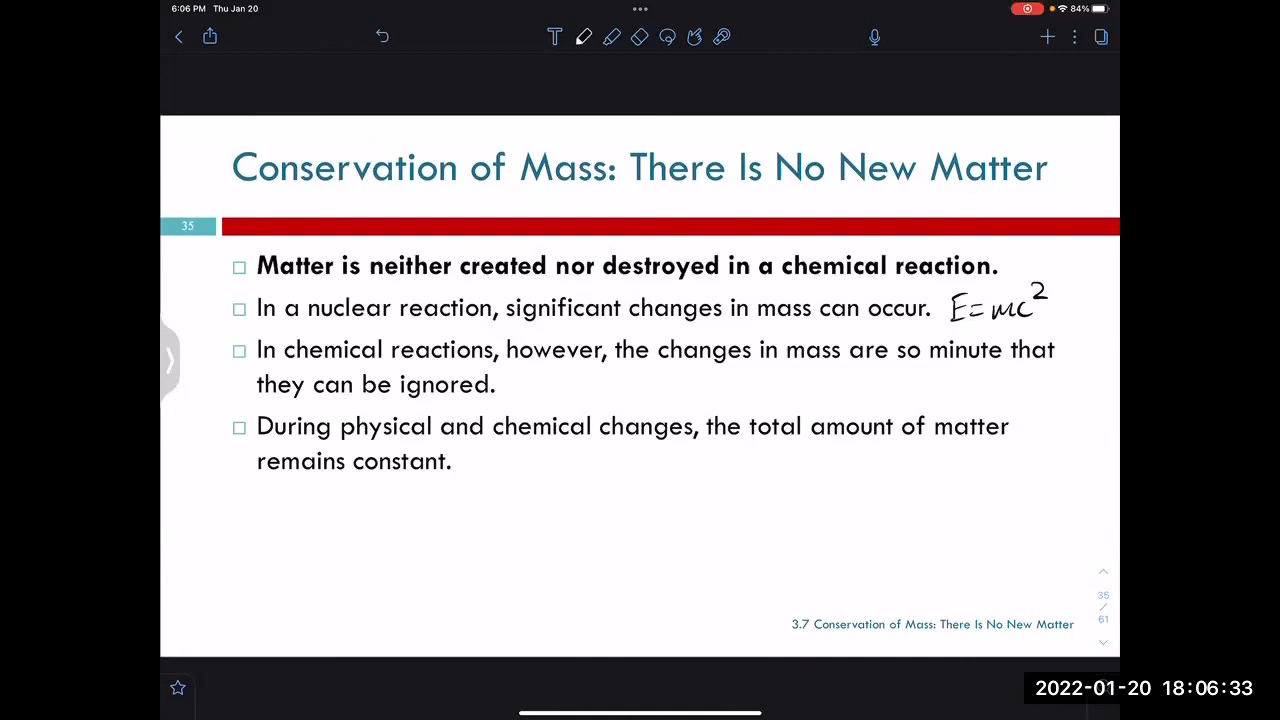 6:06 PM Thu Jan 20
84%
Conservation of Mass: There Is No New Matter
35
Matter is neither created nor destroyed in a chemical reaction.
In a nuclear reaction, significant changes in mass can occur. E=mc²
In chemical reactions, however, the changes in mass are so minute that
they can be ignored.
During physical and chemical changes, the total amount of matter
remains constant.
35
/
61
3.7 Conservation of Mass: There Is No New Matter
2022-01-20 18:06:33